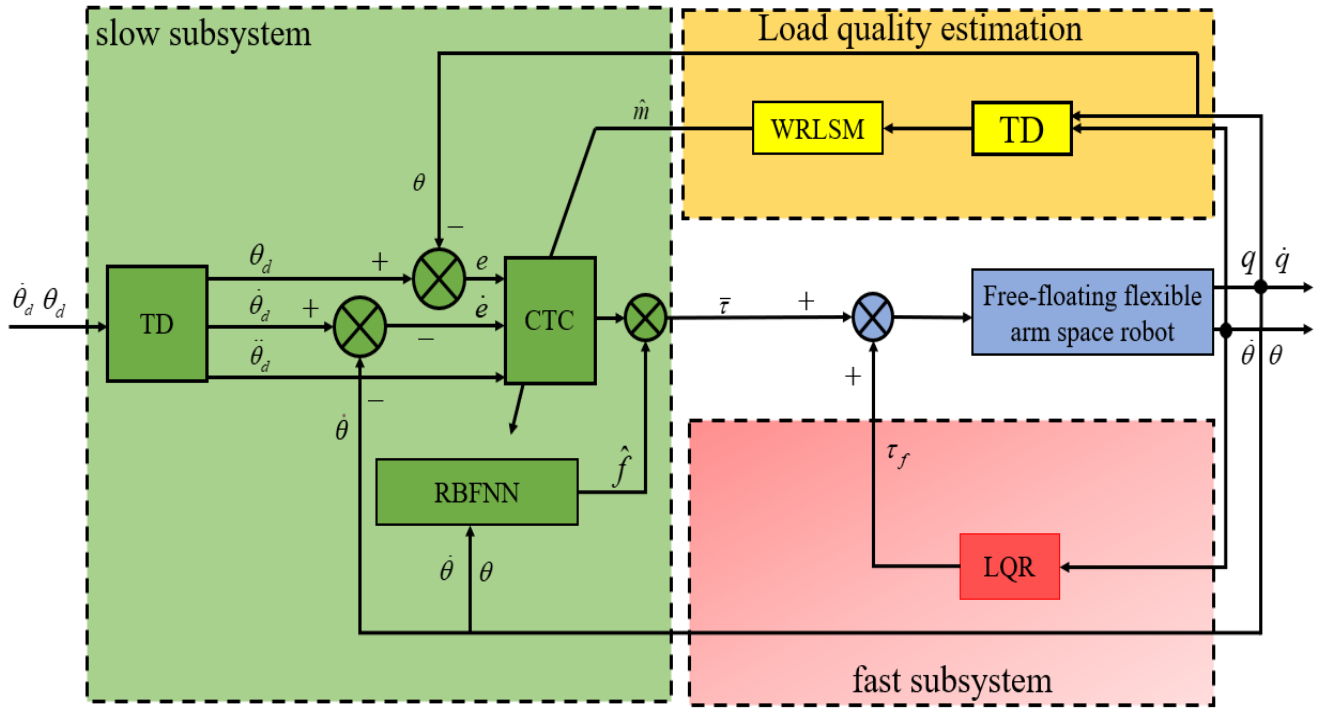 slow subsystem
Load quality estimation
m̂
WRLSM
TD
θ
−
θ_d
+
e
q q̇
θ̇_d θ_d
TD
θ̇_d
+
−
ė
CTC
τ̄
+
Free-floating flexible
arm space robot
θ̈_d
−
+
θ̇ θ
θ̇
τ_f
f̂
RBFNN
θ̇ θ
LQR
fast subsystem